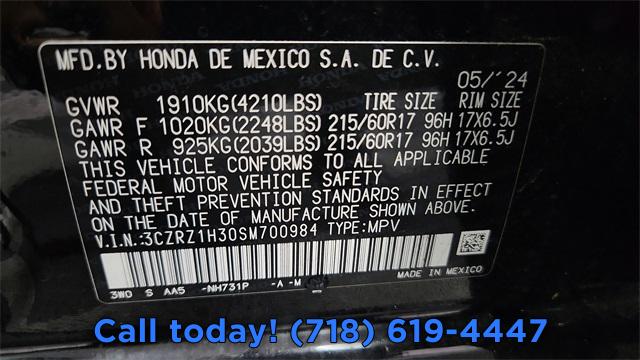 MFD. BY HONDA DE MEXICO S.A. DE C.V.
05/'24
GVWR 1910KG(4210LBS) TIRE SIZE RIM SIZE
GAWR F 1020KG(2248LBS) 215/60R17 96H 17X6.5J
GAWR R 925KG(2039LBS) 215/60R17 96H 17X6.5J
THIS VEHICLE CONFORMS TO ALL APPLICABLE
FEDERAL MOTOR VEHICLE SAFETY
AND THEFT PREVENTION STANDARDS IN EFFECT
ON THE DATE OF MANUFACTURE SHOWN ABOVE.
V.I.N.:3CZRZ1H30SM700984 TYPE:MPV
3W0 S AA5 -NH731P -A -M
MADE IN MEXICO
Call today! (718) 619-4447